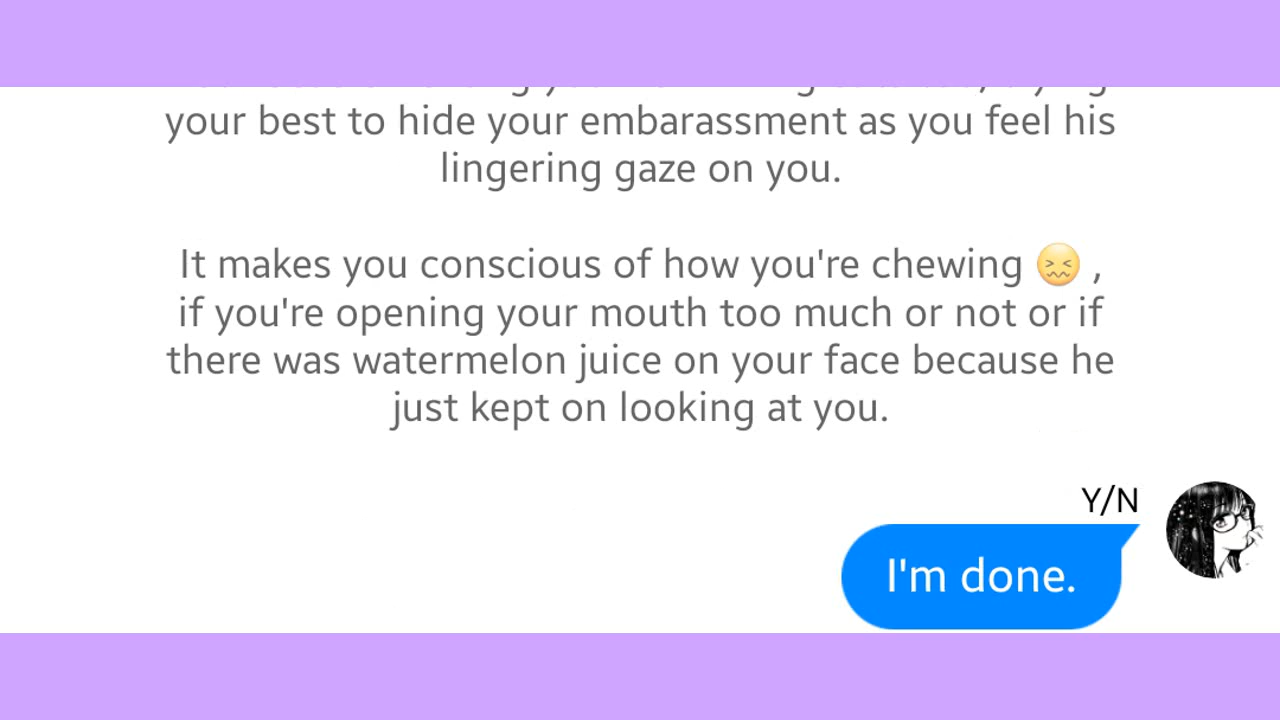 your best to hide your embarassment as you feel his
lingering gaze on you.
It makes you conscious of how you're chewing 😖 ,
if you're opening your mouth too much or not or if
there was watermelon juice on your face because he
just kept on looking at you.
Y/N
I'm done.